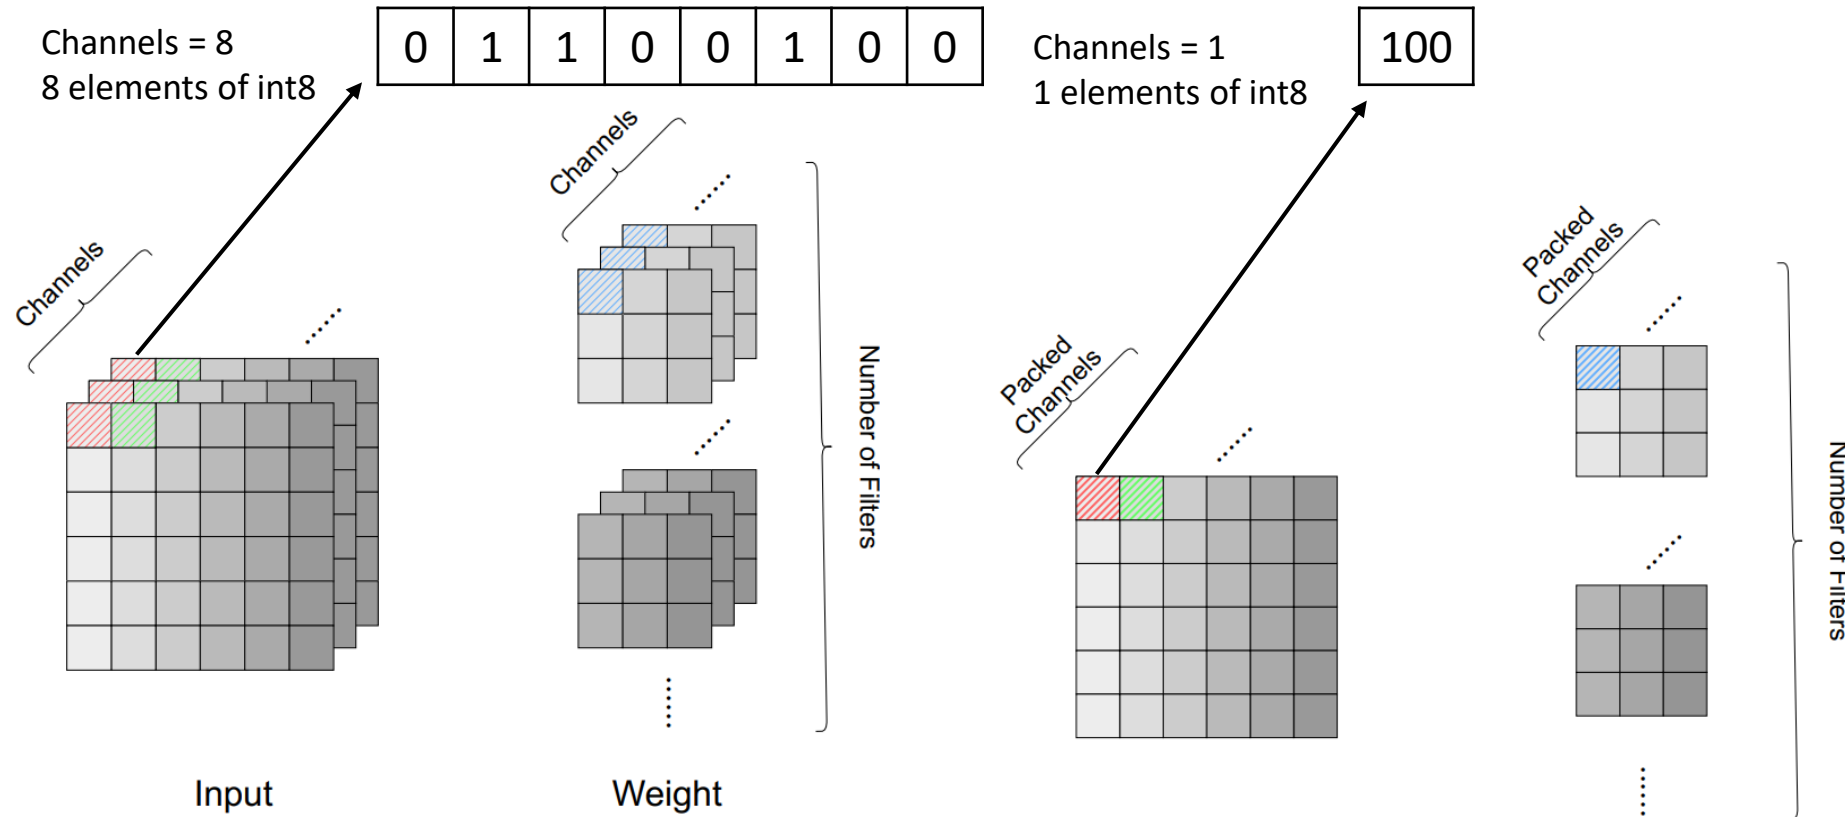 Channels = 8
8 elements of int8
0 1 1 0 0 1 0 0
Channels = 1
1 elements of int8
100
Channels
Channels
Number of Filters
Input
Weight
Packed
Channels
Packed
Channels
Number of Filters